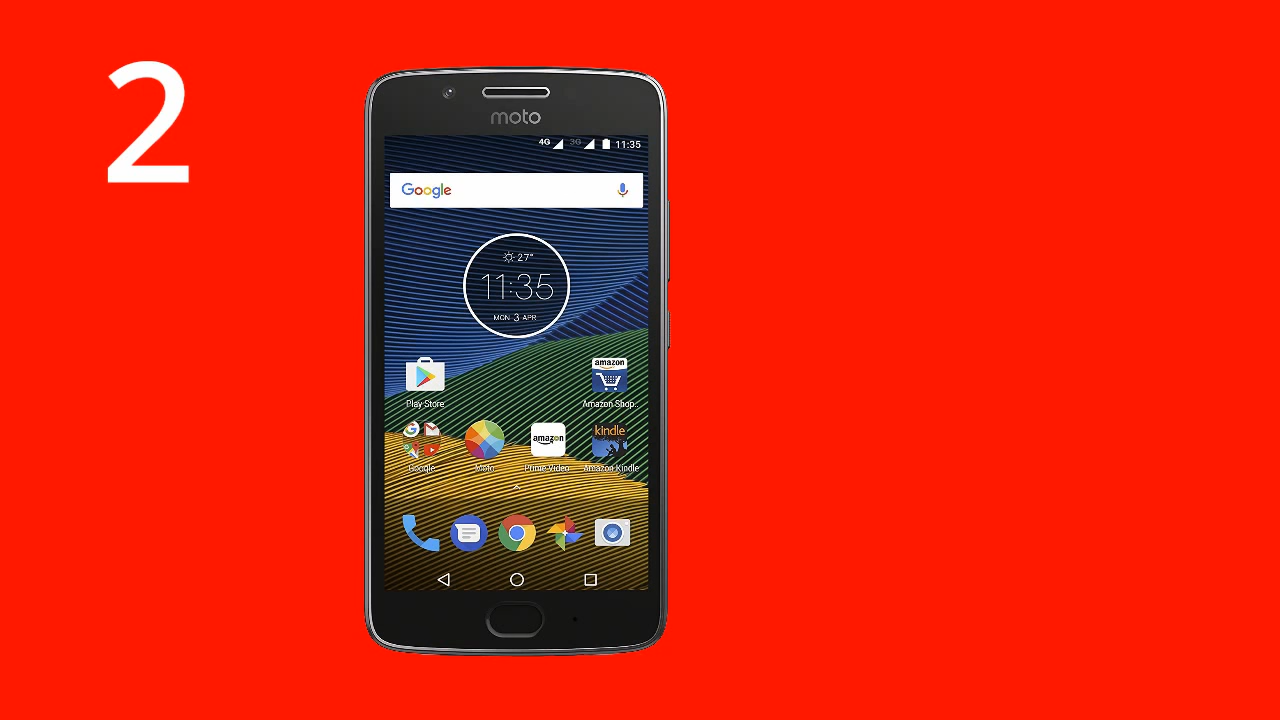 2
moto
4G 3G 11:35
Google
27°
11:35
MON 3 APR
Play Store
amazon
Amazon Shop..
Google
Moto
amazon
Prime Video
kindle
Amazon Kindle